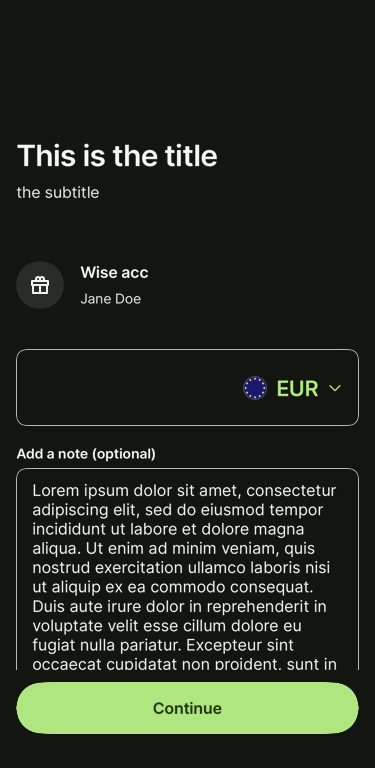 This is the title
the subtitle
Wise acc
Jane Doe
EUR
Add a note (optional)
Lorem ipsum dolor sit amet, consectetur
adipiscing elit, sed do eiusmod tempor
incididunt ut labore et dolore magna
aliqua. Ut enim ad minim veniam, quis
nostrud exercitation ullamco laboris nisi
ut aliquip ex ea commodo consequat.
Duis aute irure dolor in reprehenderit in
voluptate velit esse cillum dolore eu
fugiat nulla pariatur. Excepteur sint
occaecat cupidatat non proident, sunt in
Continue